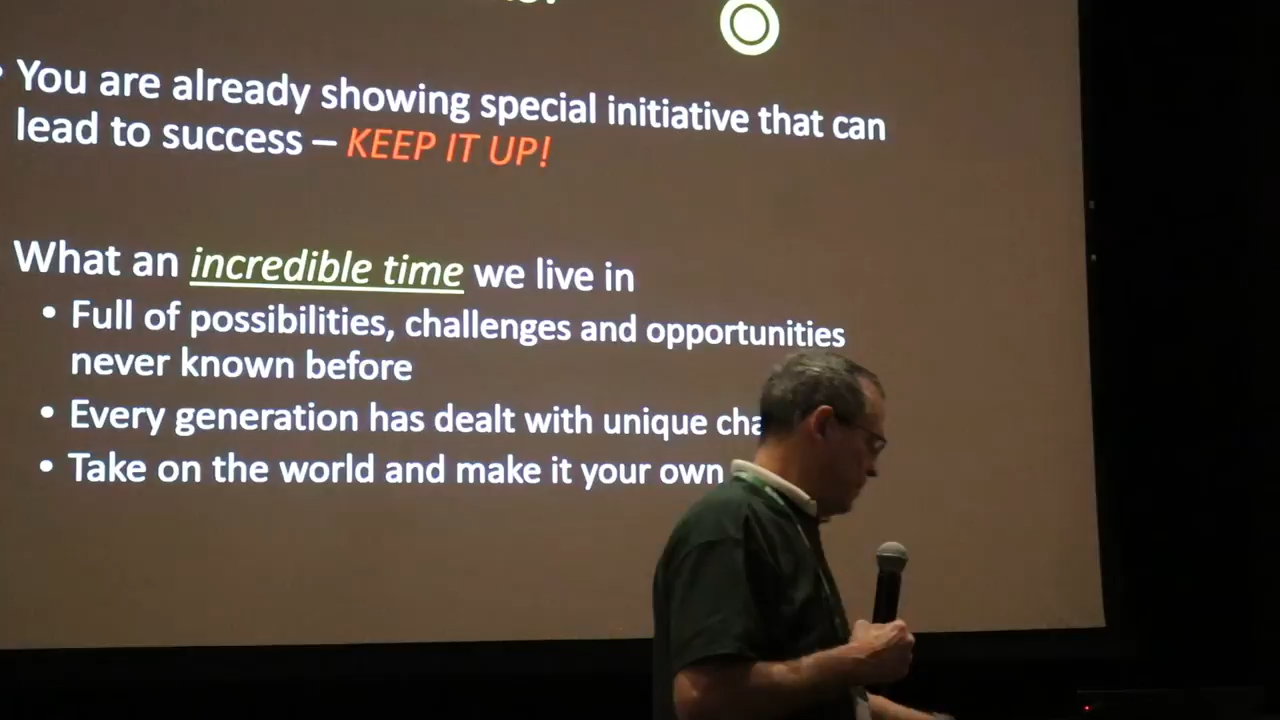 • You are already showing special initiative that can
lead to success – KEEP IT UP!
What an incredible time we live in
• Full of possibilities, challenges and opportunities
never known before
• Every generation has dealt with unique
• Take on the world and make it your own